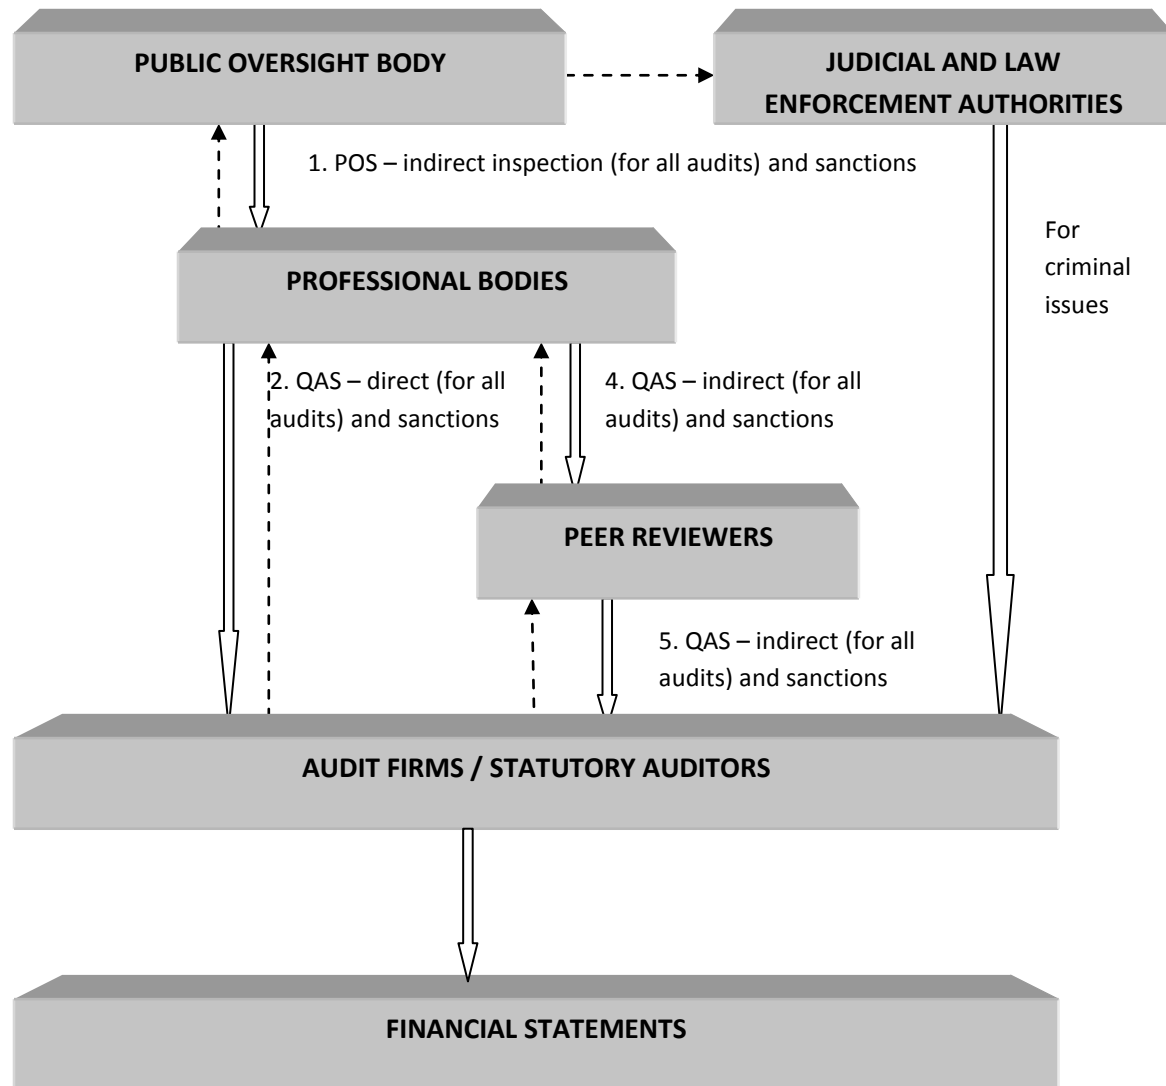 PUBLIC OVERSIGHT BODY
JUDICIAL AND LAW
ENFORCEMENT AUTHORITIES
1. POS – indirect inspection (for all audits) and sanctions
For
criminal
issues
PROFESSIONAL BODIES
2. QAS – direct (for all
audits) and sanctions
4. QAS – indirect (for all
audits) and sanctions
PEER REVIEWERS
5. QAS – indirect (for all
audits) and sanctions
AUDIT FIRMS / STATUTORY AUDITORS
FINANCIAL STATEMENTS